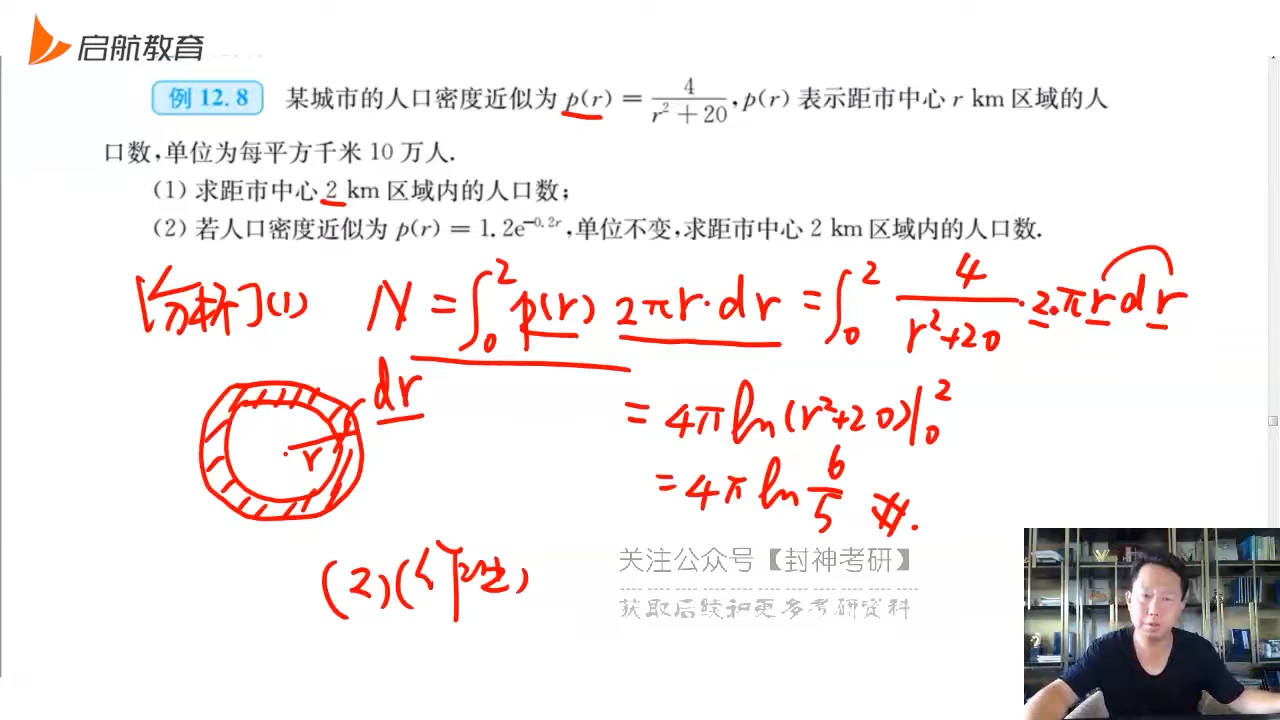 启航教育
例 12.8 某城市的人口密度近似为 p(r) = 4/(r² + 20), p(r) 表示距市中心 r km 区域的人
口数,单位为每平方千米 10 万人.
(1) 求距市中心 2 km 区域内的人口数;
(2) 若人口密度近似为 p(r) = 1.2e^(-0.2r),单位不变,求距市中心 2 km 区域内的人口数.
[分析] (1) N = ∫₀² p(r) 2πr·dr = ∫₀² 4/(r²+20) ·2·πr dr
dr
= 4π ln(r²+20)|₀²
r
= 4π ln 6/5 #.
(2)(作业)
关注公众号【封神考研】
获取后续和更多考研资料